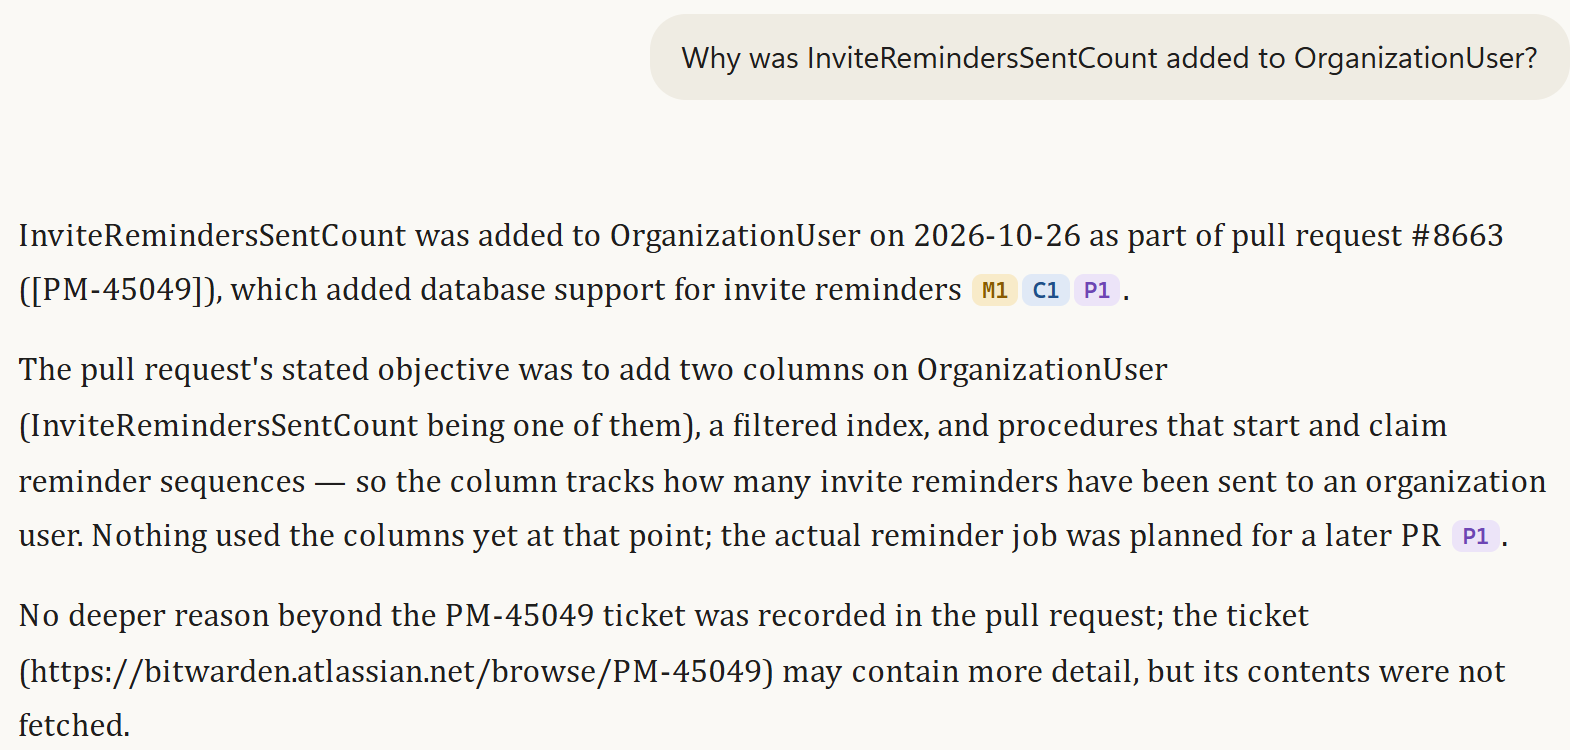 Why was InviteRemindersSentCount added to OrganizationUser?
InviteRemindersSentCount was added to OrganizationUser on 2026-10-26 as part of pull request #8663
([PM-45049]), which added database support for invite reminders M1 C1 P1 .
The pull request's stated objective was to add two columns on OrganizationUser
(InviteRemindersSentCount being one of them), a filtered index, and procedures that start and claim
reminder sequences — so the column tracks how many invite reminders have been sent to an organization
user. Nothing used the columns yet at that point; the actual reminder job was planned for a later PR P1 .
No deeper reason beyond the PM-45049 ticket was recorded in the pull request; the ticket
(https://bitwarden.atlassian.net/browse/PM-45049) may contain more detail, but its contents were not
fetched.